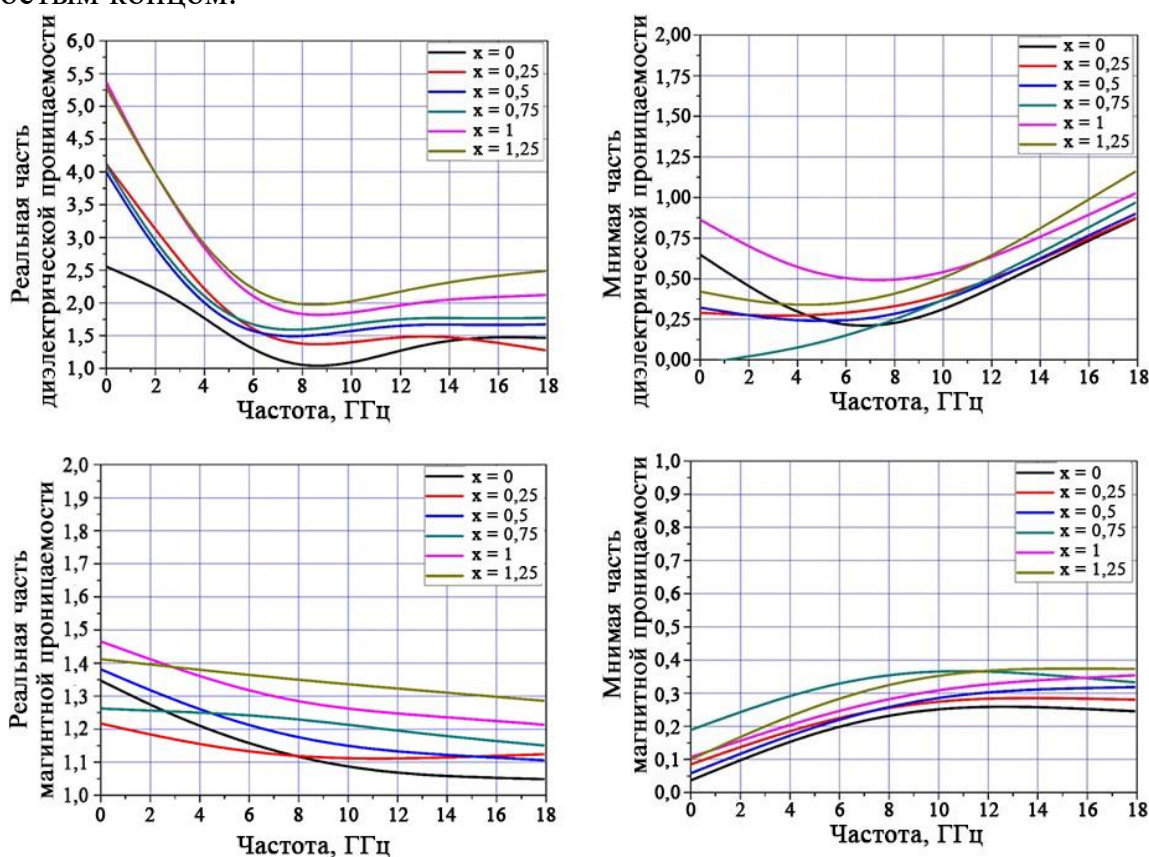 Реальная часть
диэлектрической проницаемости
6,0
5,5
5,0
4,5
4,0
3,5
3,0
2,5
2,0
1,5
1,0
0 2 4 6 8 10 12 14 16 18
Частота, ГГц
x = 0
x = 0,25
x = 0,5
x = 0,75
x = 1
x = 1,25
Мнимая часть
диэлектрической проницаемости
2,00
1,75
1,50
1,25
1,00
0,75
0,50
0,25
0,00
0 2 4 6 8 10 12 14 16 18
Частота, ГГц
x = 0
x = 0,25
x = 0,5
x = 0,75
x = 1
x = 1,25
Реальная часть
магнитной проницаемости
2,0
1,9
1,8
1,7
1,6
1,5
1,4
1,3
1,2
1,1
1,0
0 2 4 6 8 10 12 14 16 18
Частота, ГГц
x = 0
x = 0,25
x = 0,5
x = 0,75
x = 1
x = 1,25
Мнимая часть
магнитной проницаемости
1,0
0,9
0,8
0,7
0,6
0,5
0,4
0,3
0,2
0,1
0,0
0 2 4 6 8 10 12 14 16 18
Частота, ГГц
x = 0
x = 0,25
x = 0,5
x = 0,75
x = 1
x = 1,25